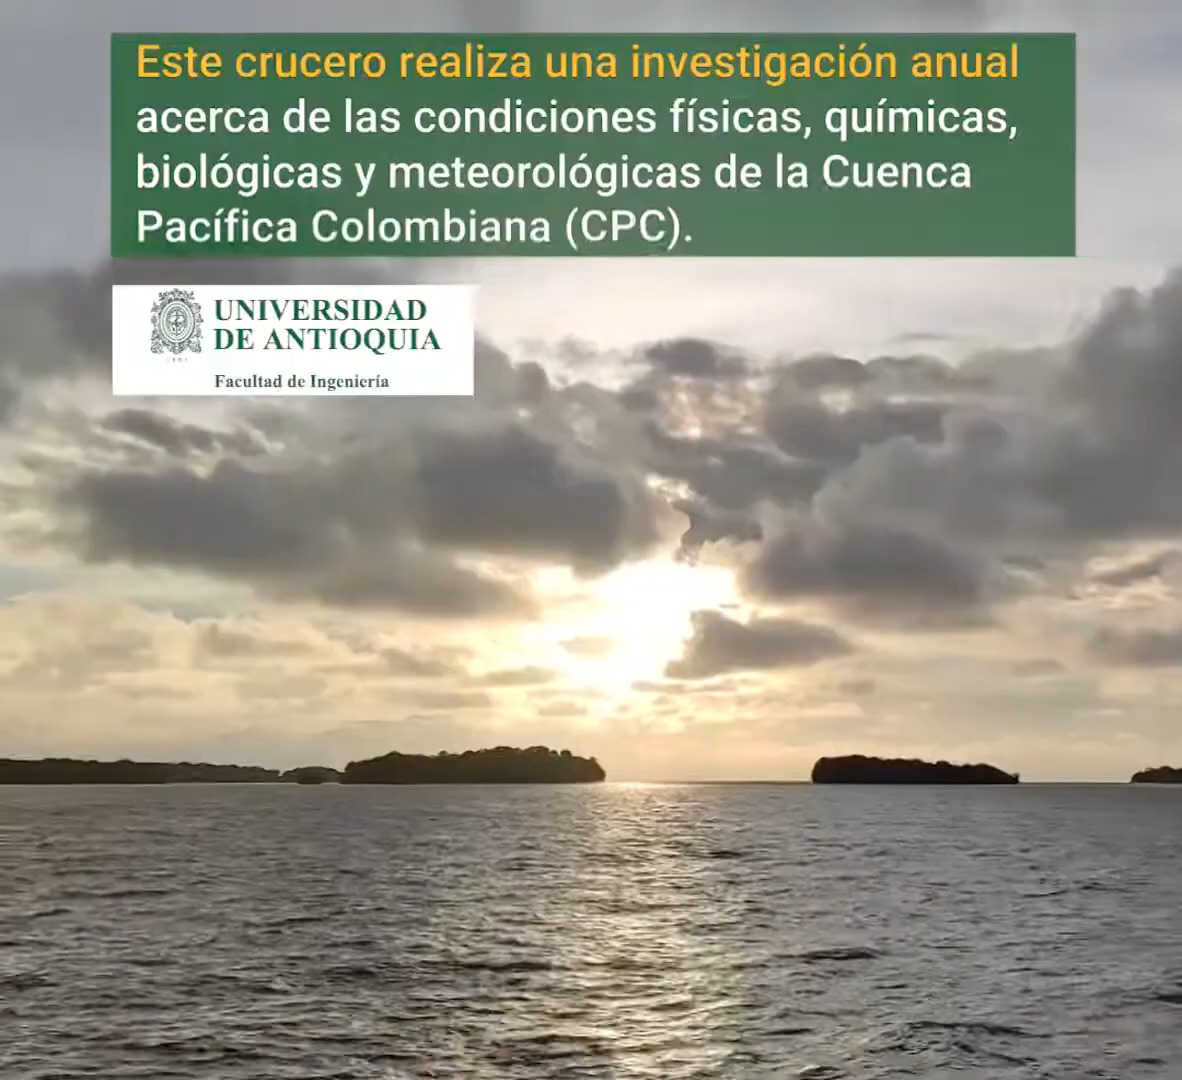 Este crucero realiza una investigación anual
acerca de las condiciones físicas, químicas,
biológicas y meteorológicas de la Cuenca
Pacífica Colombiana (CPC).
UNIVERSIDAD
DE ANTIOQUIA
Facultad de Ingeniería